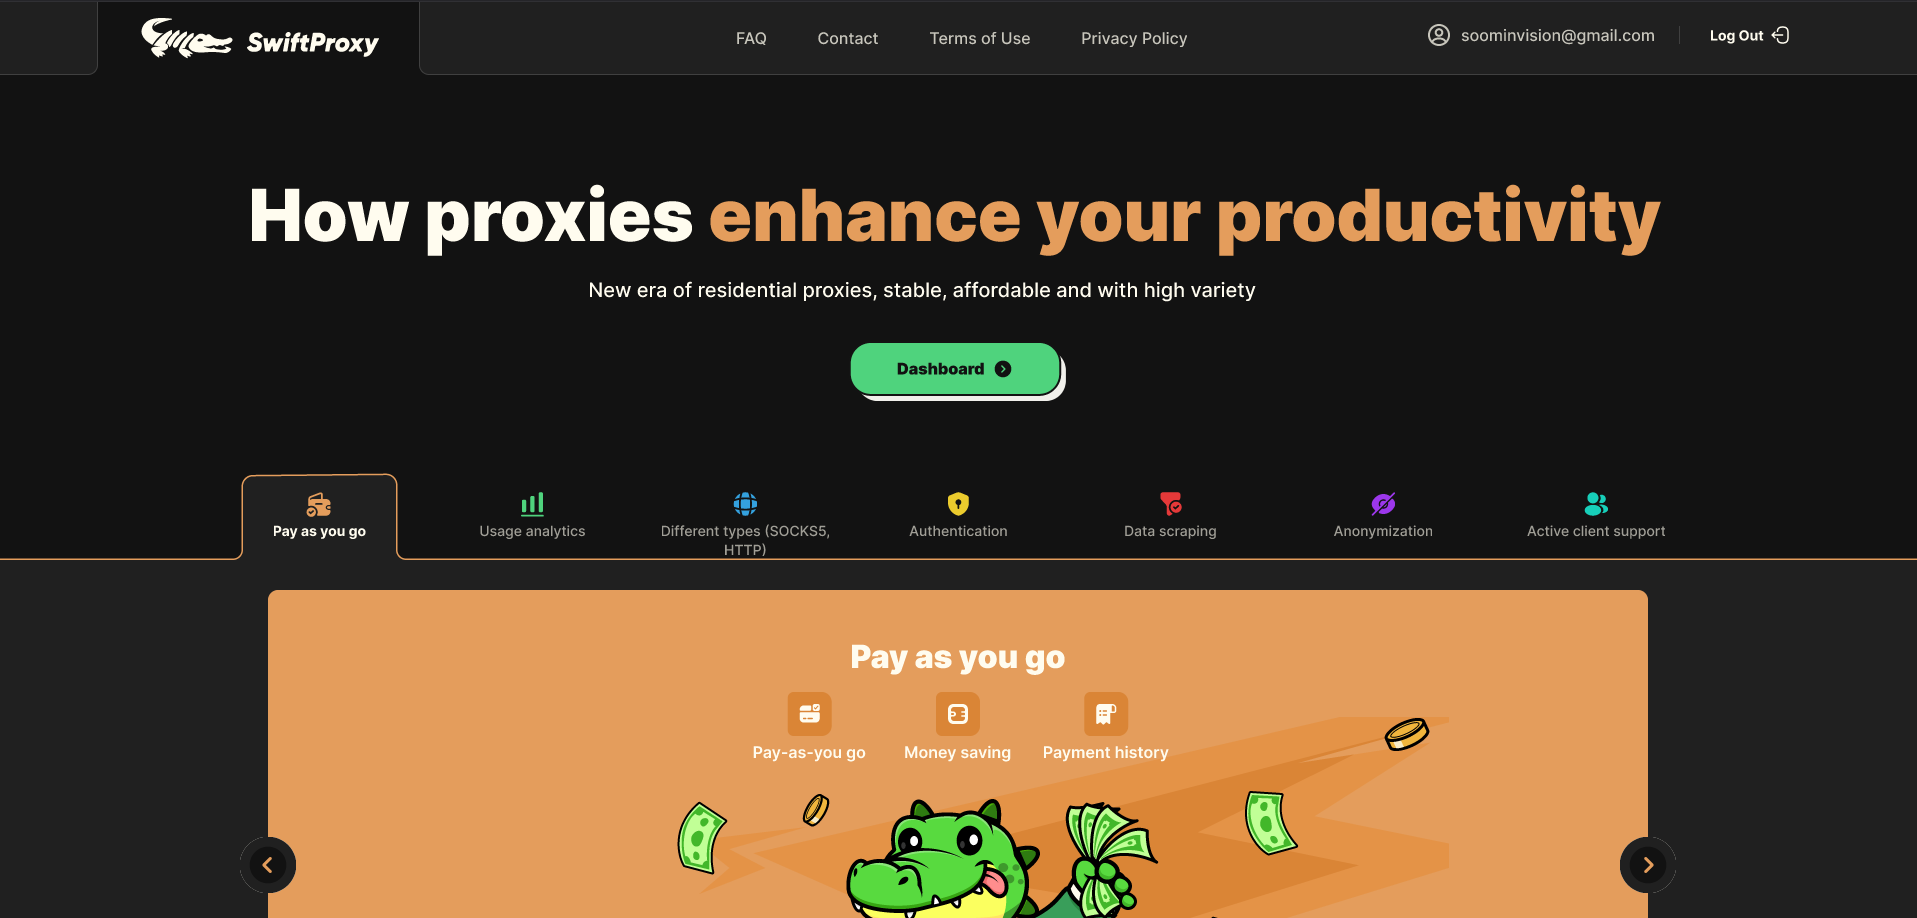 SwiftProxy
FAQ
Contact
Terms of Use
Privacy Policy
soominvision@gmail.com
Log Out
How proxies enhance your productivity
New era of residential proxies, stable, affordable and with high variety
Dashboard
Pay as you go
Usage analytics
Different types (SOCKS5,
HTTP)
Authentication
Data scraping
Anonymization
Active client support
Pay as you go
Pay-as-you go
Money saving
Payment history